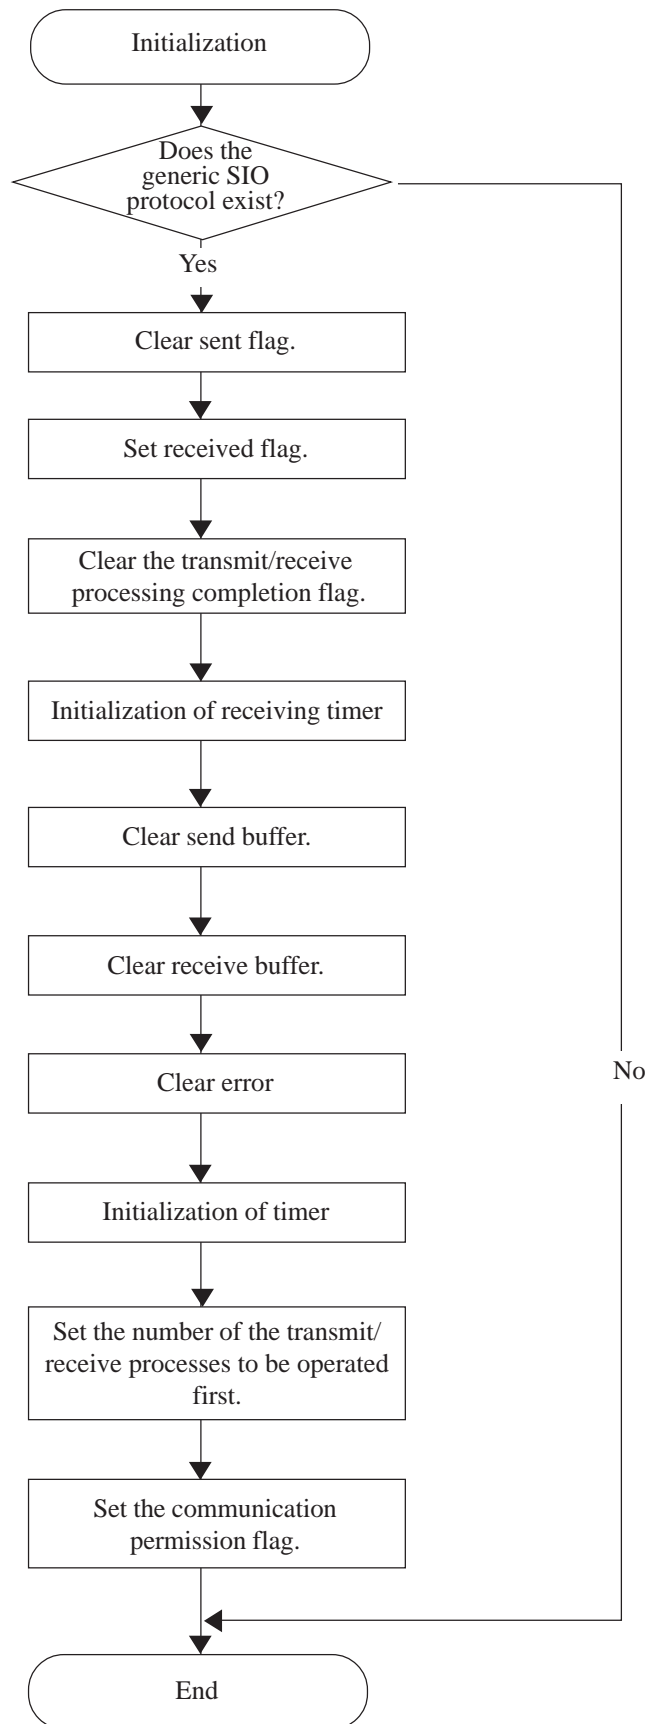 Initialization
Does the
generic SIO
protocol exist?
Yes
Clear sent flag.
Set received flag.
Clear the transmit/receive
processing completion flag.
Initialization of receiving timer
Clear send buffer.
Clear receive buffer.
Clear error
No
Initialization of timer
Set the number of the transmit/
receive processes to be operated
first.
Set the communication
permission flag.
End